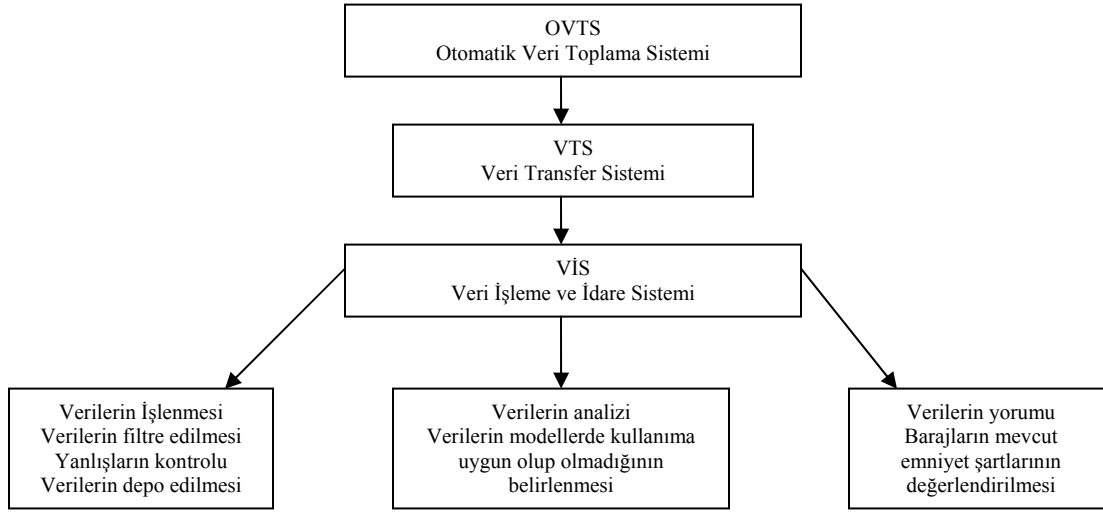 OVTS
Otomatik Veri Toplama Sistemi
VTS
Veri Transfer Sistemi
VİS
Veri İşleme ve İdare Sistemi
Verilerin İşlenmesi
Verilerin filtre edilmesi
Yanlışların kontrolu
Verilerin depo edilmesi
Verilerin analizi
Verilerin modellerde kullanıma
uygun olup olmadığının
belirlenmesi
Verilerin yorumu
Barajların mevcut
emniyet şartlarının
değerlendirilmesi